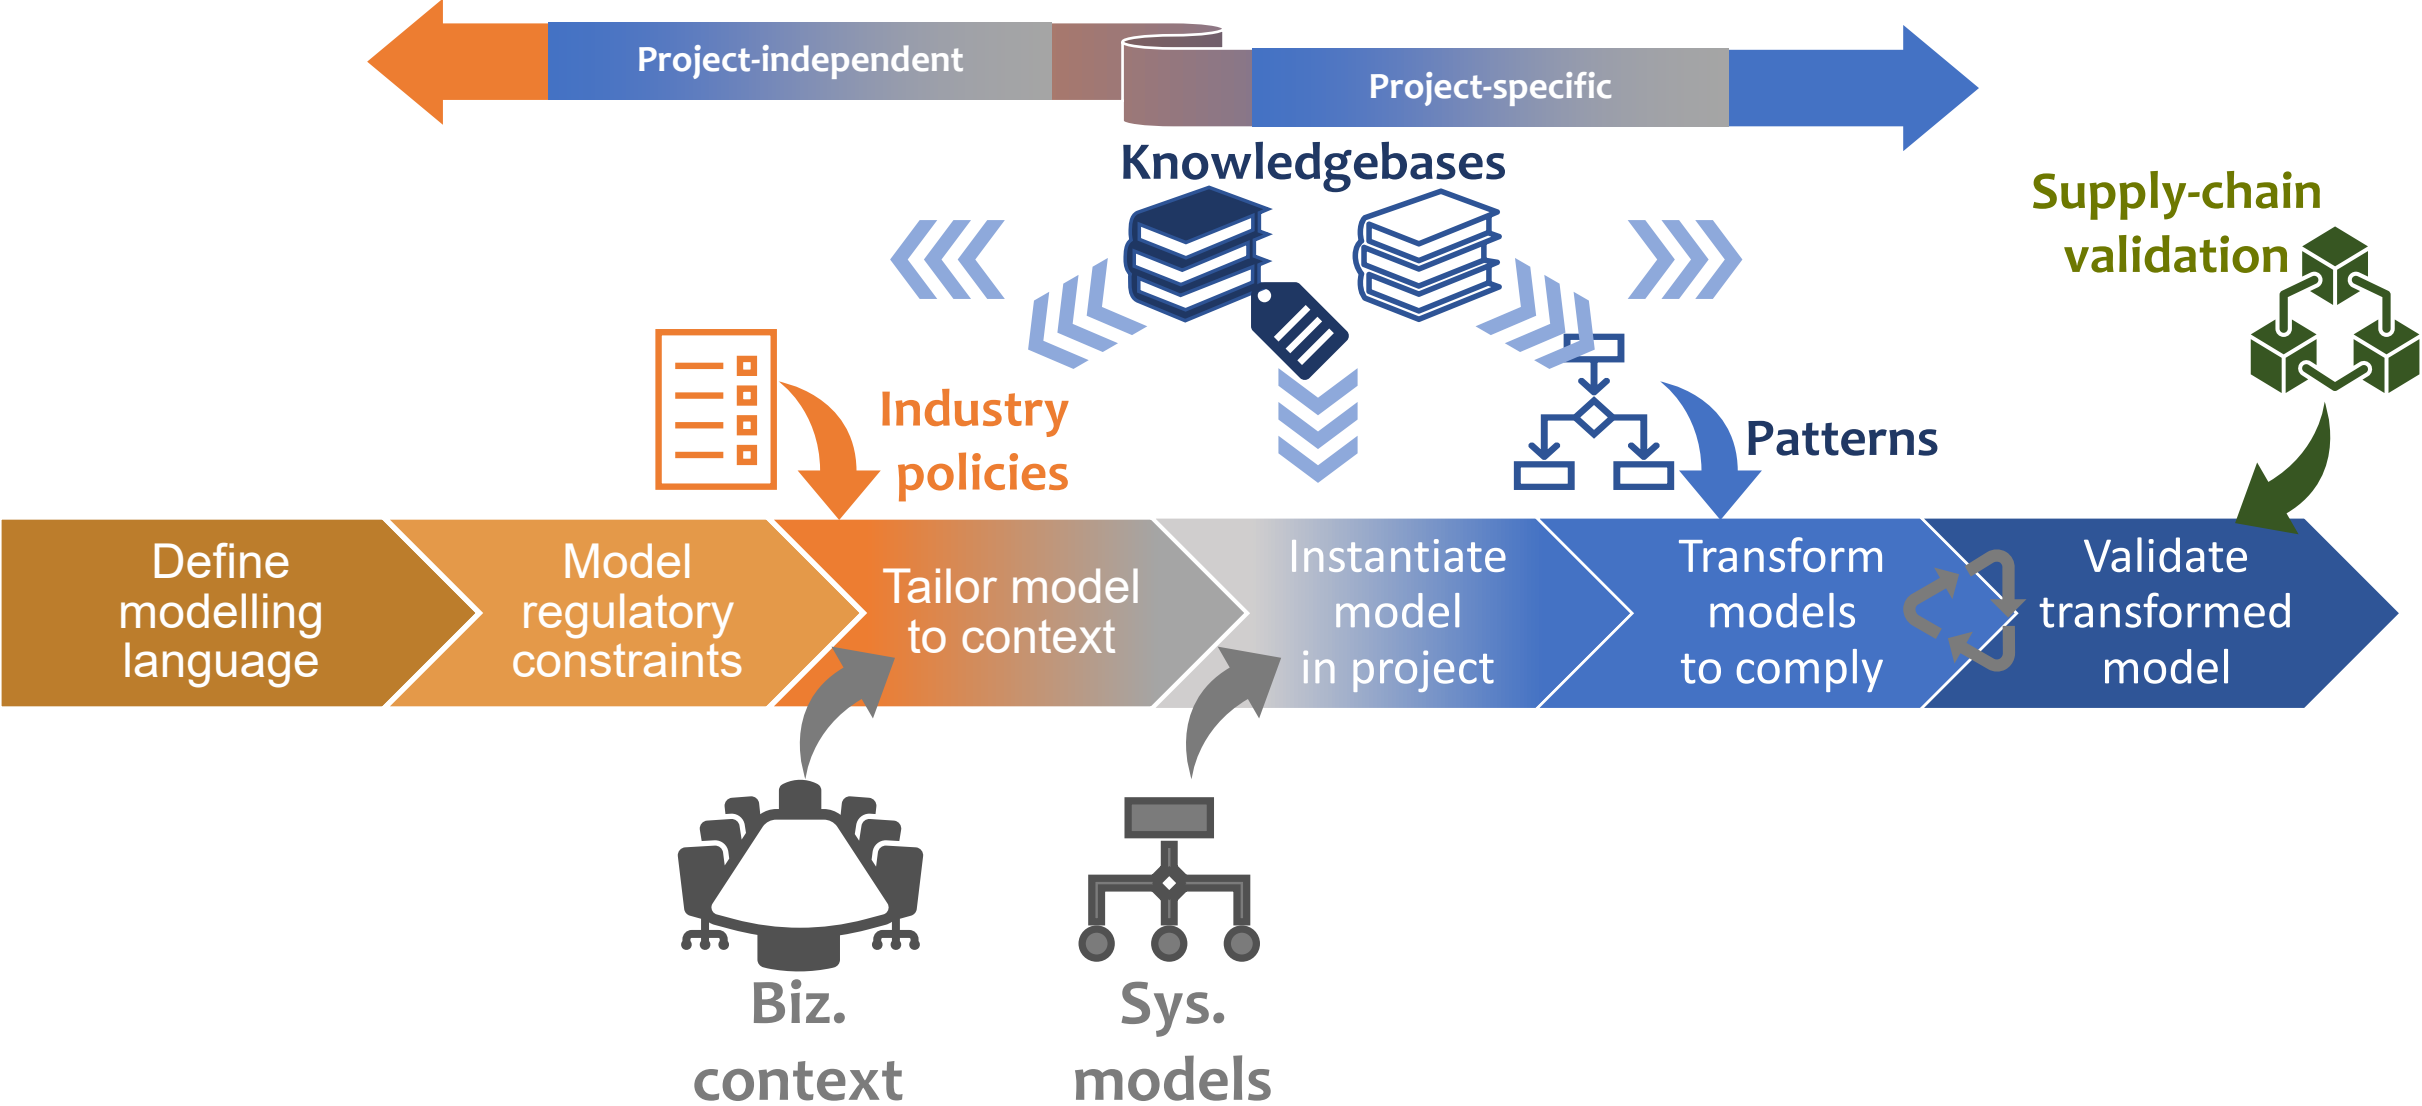 Project-independent
Project-specific
Knowledgebases
Supply-chain
validation
Industry
policies
Patterns
Define
modelling
language
Model
regulatory
constraints
Tailor model
to context
Instantiate
model
in project
Transform
models
to comply
Validate
transformed
model
Biz.
context
Sys.
models